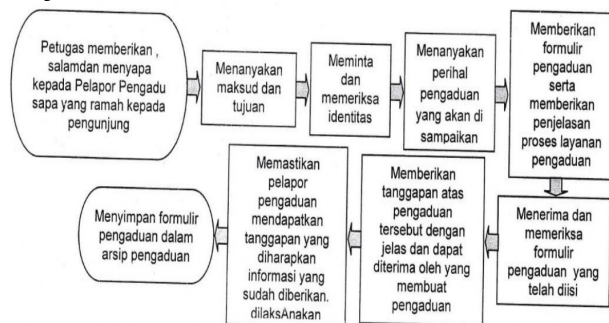 Petugas memberikan ,
salamdan menyapa
kepada Pelapor Pengadu
sapa yang ramah kepada
pengunjung
Menanyakan
maksud dan
tujuan
Meminta
dan
memeriksa
identitas
Menanyakan
perihal
pengaduan
yang akan di
sampaikan
Memberikan
formulir
pengaduan
serta
memberikan
penjelasan
proses layanan
pengaduan
Menerima dan
memeriksa
formulir
pengaduan yang
telah diisi
Memberikan
tanggapan atas
pengaduan
tersebut dengan
jelas dan dapat
diterima oleh yang
membuat
pengaduan
Memastikan
pelapor
pengaduan
mendapatkan
tanggapan yang
diharapkan
informasi yang
sudah diberikan.
dilaksAnakan
Menyimpan formulir
pengaduan dalam
arsip pengaduan